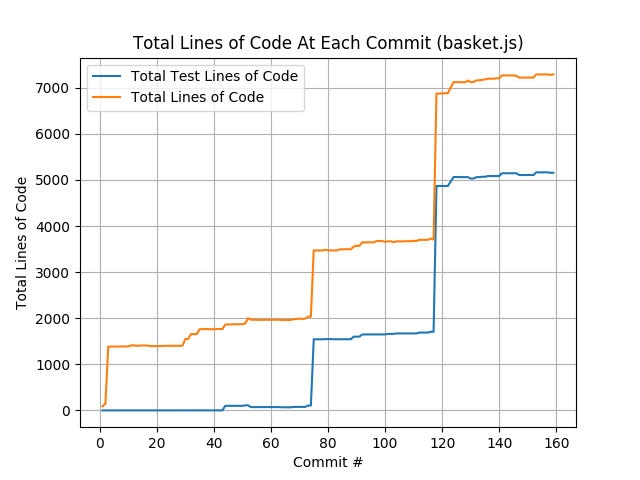 Total Lines of Code At Each Commit (basket.js)
Total Test Lines of Code
Total Lines of Code
Total Lines of Code
7000
6000
5000
4000
3000
2000
1000
0
0 20 40 60 80 100 120 140 160
Commit #